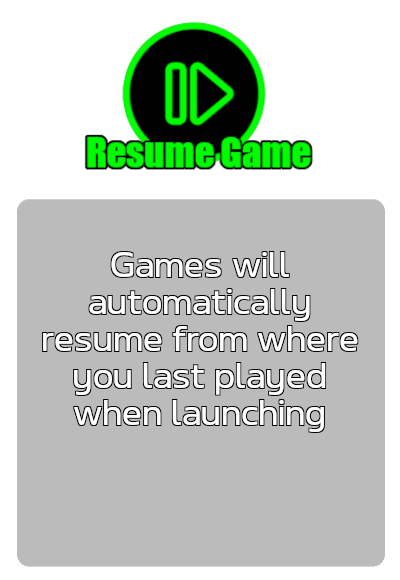 Resume Game
Games will
automatically
resume from where
you last played
when launching